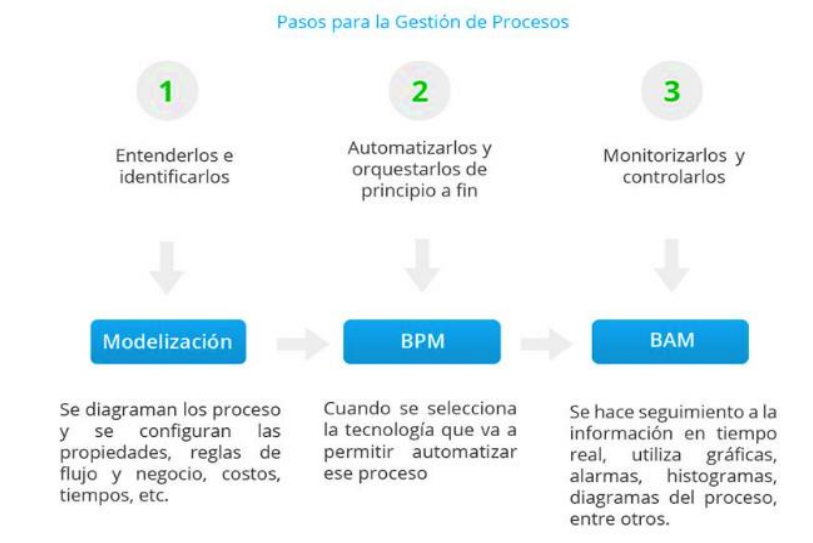 Pasos para la Gestión de Procesos
1
2
3
Entenderlos e
identificarlos
Automatizarlos y
orquestarlos de
principio a fin
Monitorizarlos y
controlarlos
Modelización
BPM
BAM
Se diagraman los proceso
y se configuran las
propiedades, reglas de
flujo y negocio, costos,
tiempos, etc.
Cuando se selecciona
la tecnología que va a
permitir automatizar
ese proceso
Se hace seguimiento a la
información en tiempo
real, utiliza gráficas,
alarmas, histogramas,
diagramas del proceso,
entre otros.